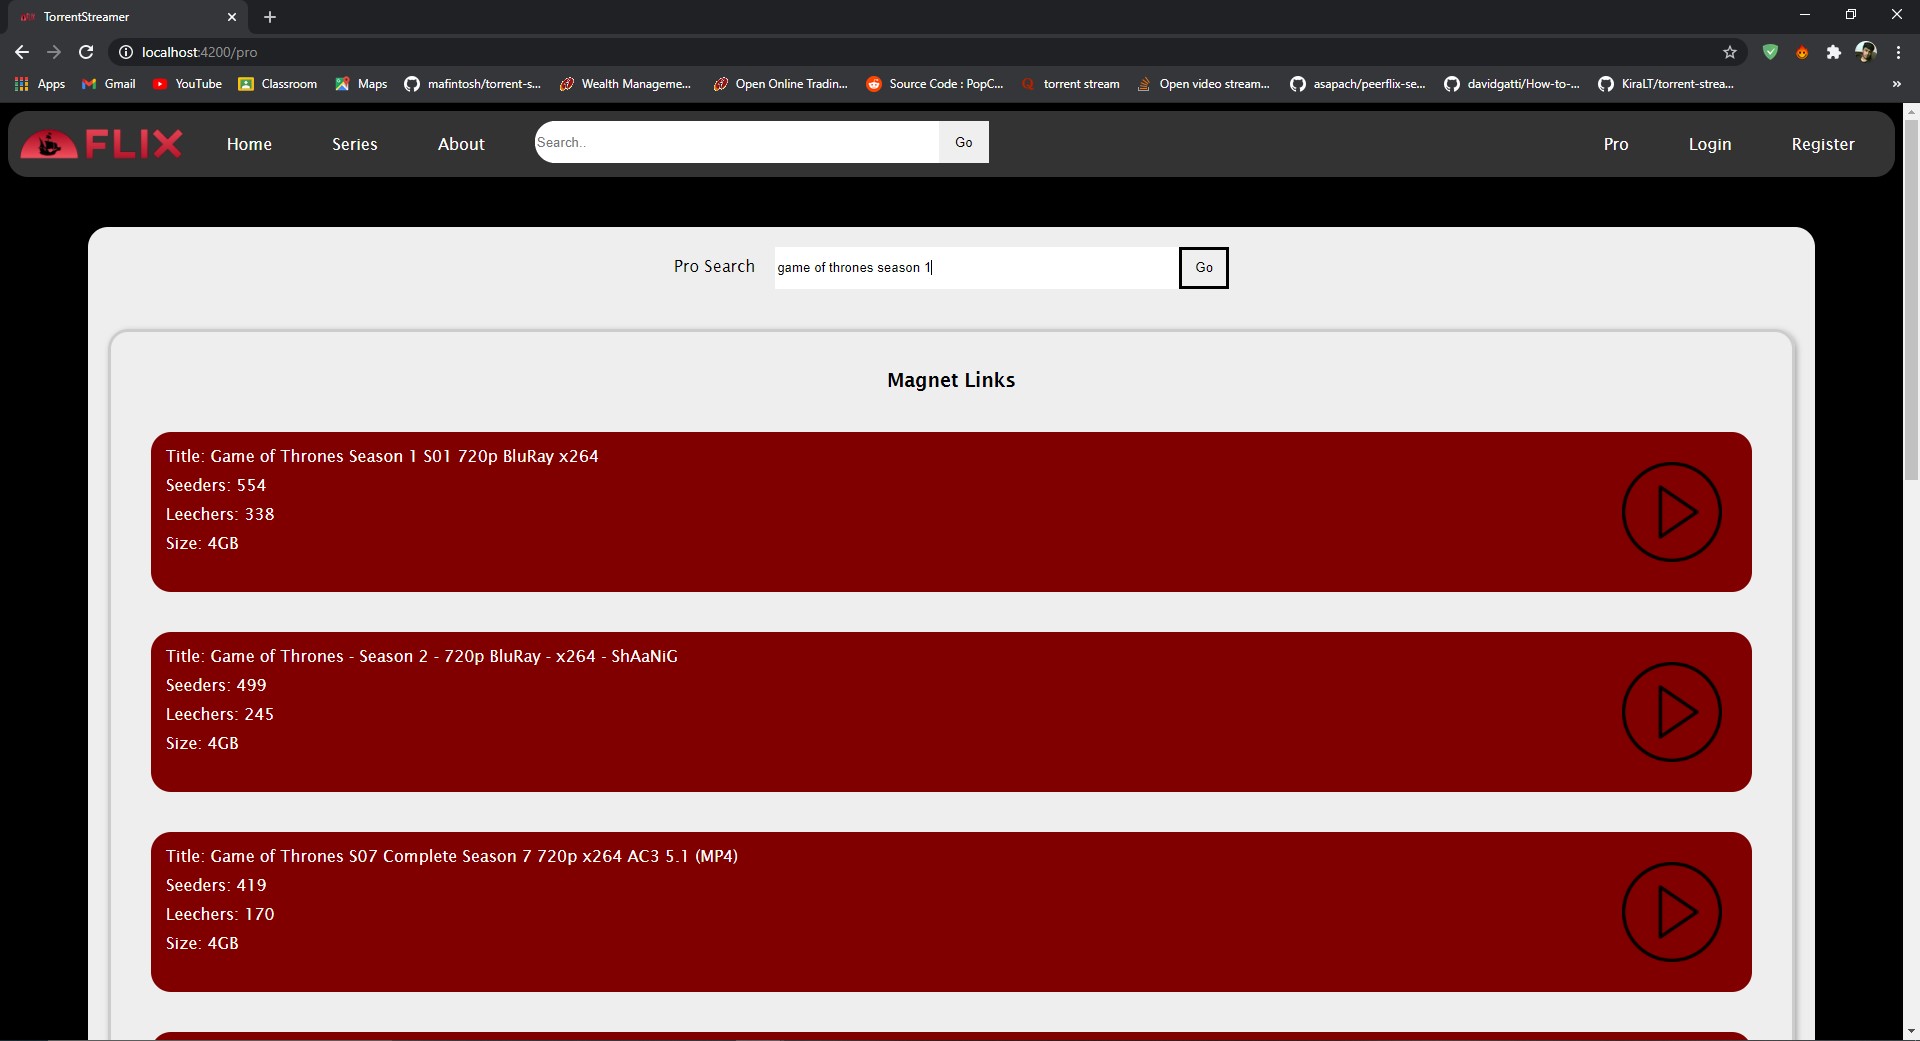 TorrentStreamer
localhost:4200/pro
Apps Gmail YouTube Classroom Maps mafintosh/torrent-s... Wealth Manageme... Open Online Tradin... Source Code : PopC... torrent stream Open video stream... asapach/peerflix-se... davidgatti/How-to-... KiraLT/torrent-strea... »
FLIX Home Series About Search.. Go Pro Login Register
Pro Search game of thrones season 1 Go
Magnet Links
Title: Game of Thrones Season 1 S01 720p BluRay x264
Seeders: 554
Leechers: 338
Size: 4GB
Title: Game of Thrones - Season 2 - 720p BluRay - x264 - ShAaNiG
Seeders: 499
Leechers: 245
Size: 4GB
Title: Game of Thrones S07 Complete Season 7 720p x264 AC3 5.1 (MP4)
Seeders: 419
Leechers: 170
Size: 4GB